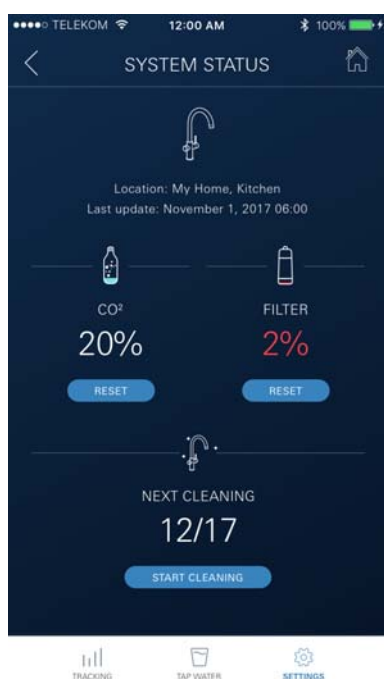 TELEKOM 12:00 AM 100%
SYSTEM STATUS
Location: My Home, Kitchen
Last update: November 1, 2017 06:00
CO² FILTER
20% 2%
RESET RESET
NEXT CLEANING
12/17
START CLEANING
TRACKING TAP WATER SETTINGS